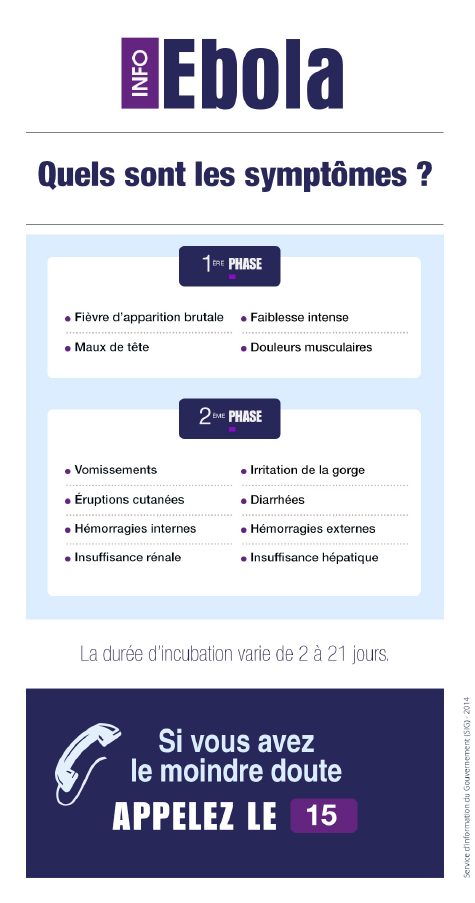 INFO Ebola
Quels sont les symptômes ?
1ÈRE PHASE
• Fièvre d'apparition brutale
• Faiblesse intense
• Maux de tête
• Douleurs musculaires
2ÈME PHASE
• Vomissements
• Irritation de la gorge
• Éruptions cutanées
• Diarrhées
• Hémorragies internes
• Hémorragies externes
• Insuffisance rénale
• Insuffisance hépatique
La durée d'incubation varie de 2 à 21 jours.
Si vous avez
le moindre doute
APPELEZ LE 15
Service d'Information du Gouvernement (SIG) - 2014